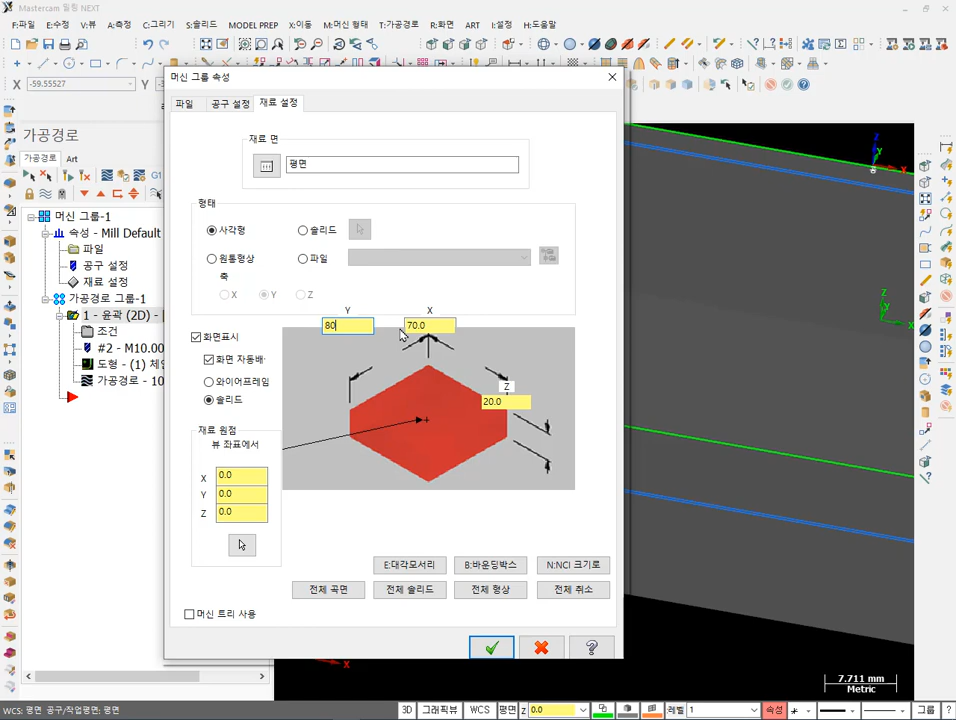 Mastercam 밀링 NEXT
F:파일 E:수정 V:뷰 A:측정 C:그리기 S:솔리드 MODEL PREP X:이동 M:머신 형태 T:가공경로 R:화면 ART I:설정 H:도움말
X -59.55527 Y
가공경로
가공경로 Art
G1
머신 그룹-1
속성 - Mill Default
파일
공구 설정
재료 설정
가공경로 그룹-1
1 - 윤곽 (2D) -
조건
#2 - M10.00
도형 - (1) 체인
가공경로 - 10
머신 그룹 속성
파일 공구 설정 재료 설정
재료 면
평면
형태
사각형 솔리드
원통형상 파일
축
X Y Z
Y X
80 70.0
화면표시
화면 자동배·
와이어프레임
솔리드
Z
20.0
재료 원점
뷰 좌표에서
X 0.0
Y 0.0
Z 0.0
E:대각모서리 B:바운딩박스 N:NCI 크기로
전체 곡면 전체 솔리드 전체 형상 전체 취소
머신 트리 사용
Y
X
Z
Y
X
X
7.711 mm
Metric
WCS: 평면 공구/작업평면: 평면 3D 그래픽뷰 WCS 평면 Z 0.0 레벨 1 속성 그룹 ?